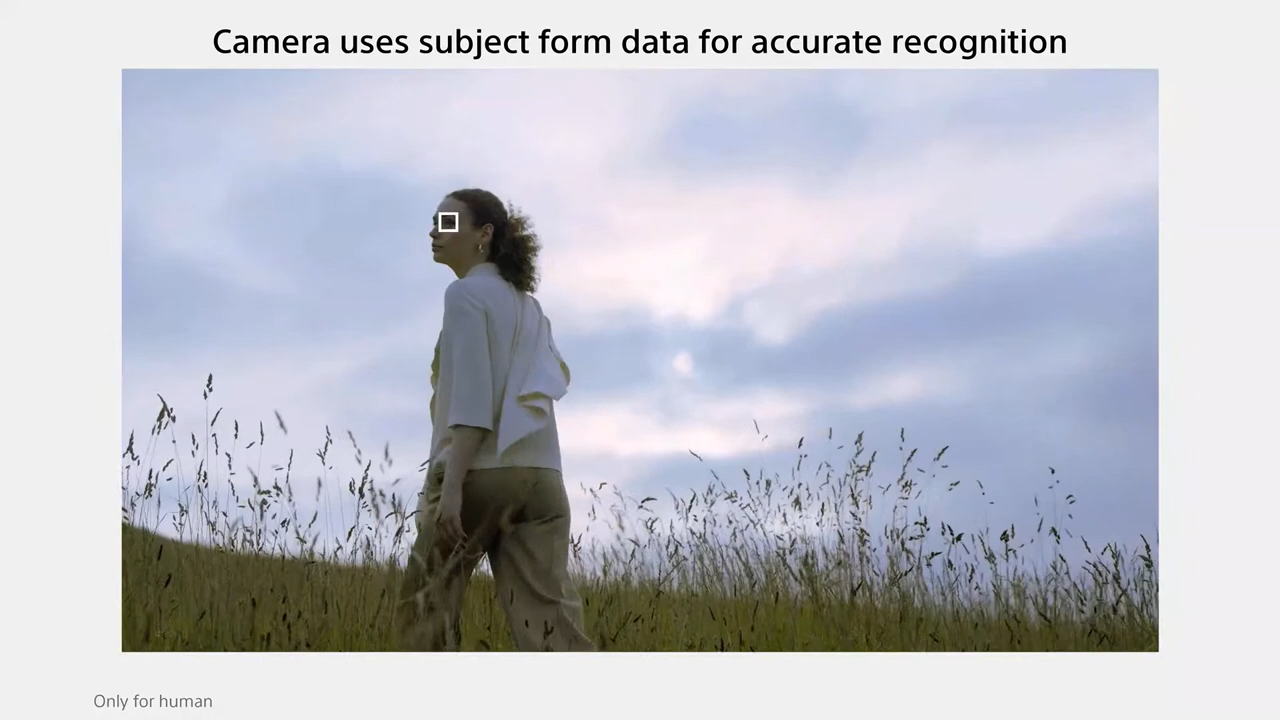 Camera uses subject form data for accurate recognition
Only for human